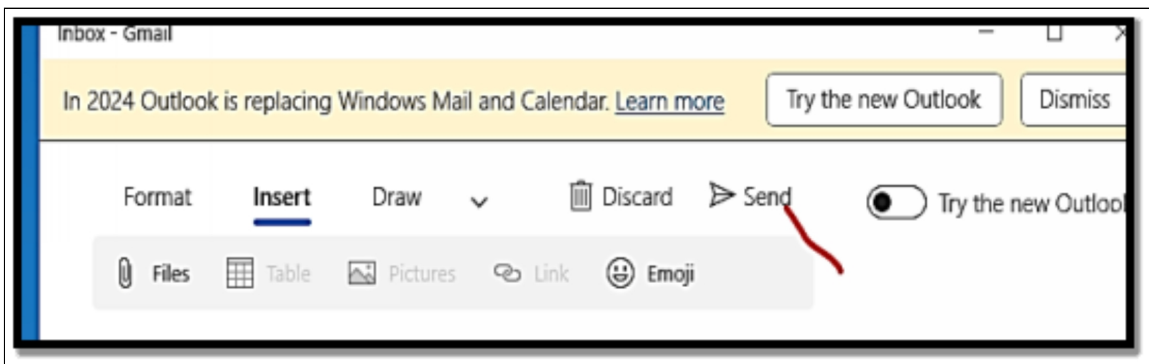 Inbox - Gmail
In 2024 Outlook is replacing Windows Mail and Calendar. Learn more Try the new Outlook Dismiss
Format Insert Draw Discard Send Try the new Outlool
Files Table Pictures Link Emoji